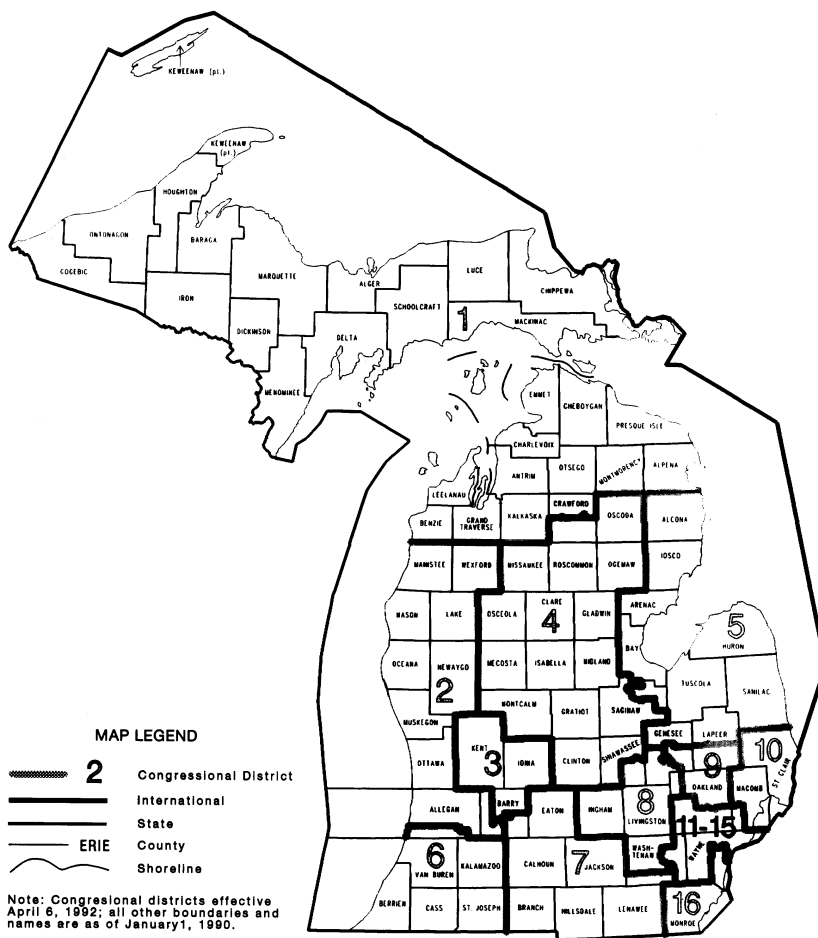 KEWEENAW (pt.)
KEWEENAW
(pt.)
HOUGHTON
ONTONAGON
BARAGA
GOGEBIC
MARQUETTE
ALGER
LUCE
CHIPPEWA
IRON
SCHOOLCRAFT
1
MACKINAC
DICKINSON
DELTA
MENOMINEE
EMMET
CHEBOYGAN
PRESQUE ISLE
CHARLEVOIX
ANTRIM
OTSEGO
MONTMORENCY
ALPENA
LEELANAU
BENZIE
GRAND
TRAVERSE
KALKASKA
CRAWFORD
OSCODA
ALCONA
MANISTEE
WEXFORD
MISSAUKEE
ROSCOMMON
OGEMAW
IOSCO
MASON
LAKE
OSCEOLA
CLARE
4
GLADWIN
ARENAC
5
HURON
OCEANA
NEWAYGO
2
MECOSTA
ISABELLA
MIDLAND
BAY
TUSCOLA
SANILAC
MUSKEGON
MONTCALM
GRATIOT
SAGINAW
GENESEE
LAPEER
10
ST CLAIR
OTTAWA
KENT
3
IONIA
CLINTON
SHIAWASSEE
9
OAKLAND
MACOMB
ALLEGAN
BARRY
EATON
INGHAM
8
LIVINGSTON
11-15
6
VAN BUREN
KALAMAZOO
CALHOUN
7
JACKSON
WASH-
TENAW
WAYNE
BERRIEN
CASS
ST. JOSEPH
BRANCH
HILLSDALE
LENAWEE
16
MONROE
MAP LEGEND
2 Congressional District
International
State
ERIE County
Shoreline
Note: Congresional districts effective
April 6, 1992; all other boundaries and
names are as of January1, 1990.